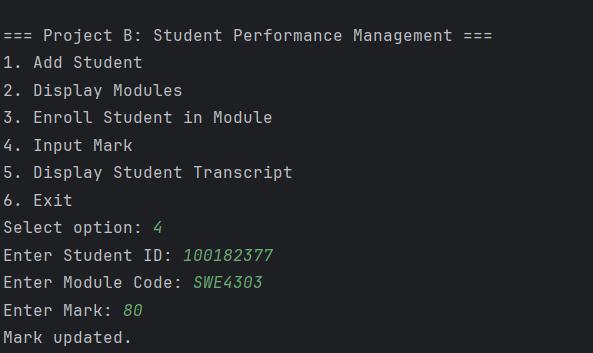 === Project B: Student Performance Management ===
1. Add Student
2. Display Modules
3. Enroll Student in Module
4. Input Mark
5. Display Student Transcript
6. Exit
Select option: 4
Enter Student ID: 100182377
Enter Module Code: SWE4303
Enter Mark: 80
Mark updated.